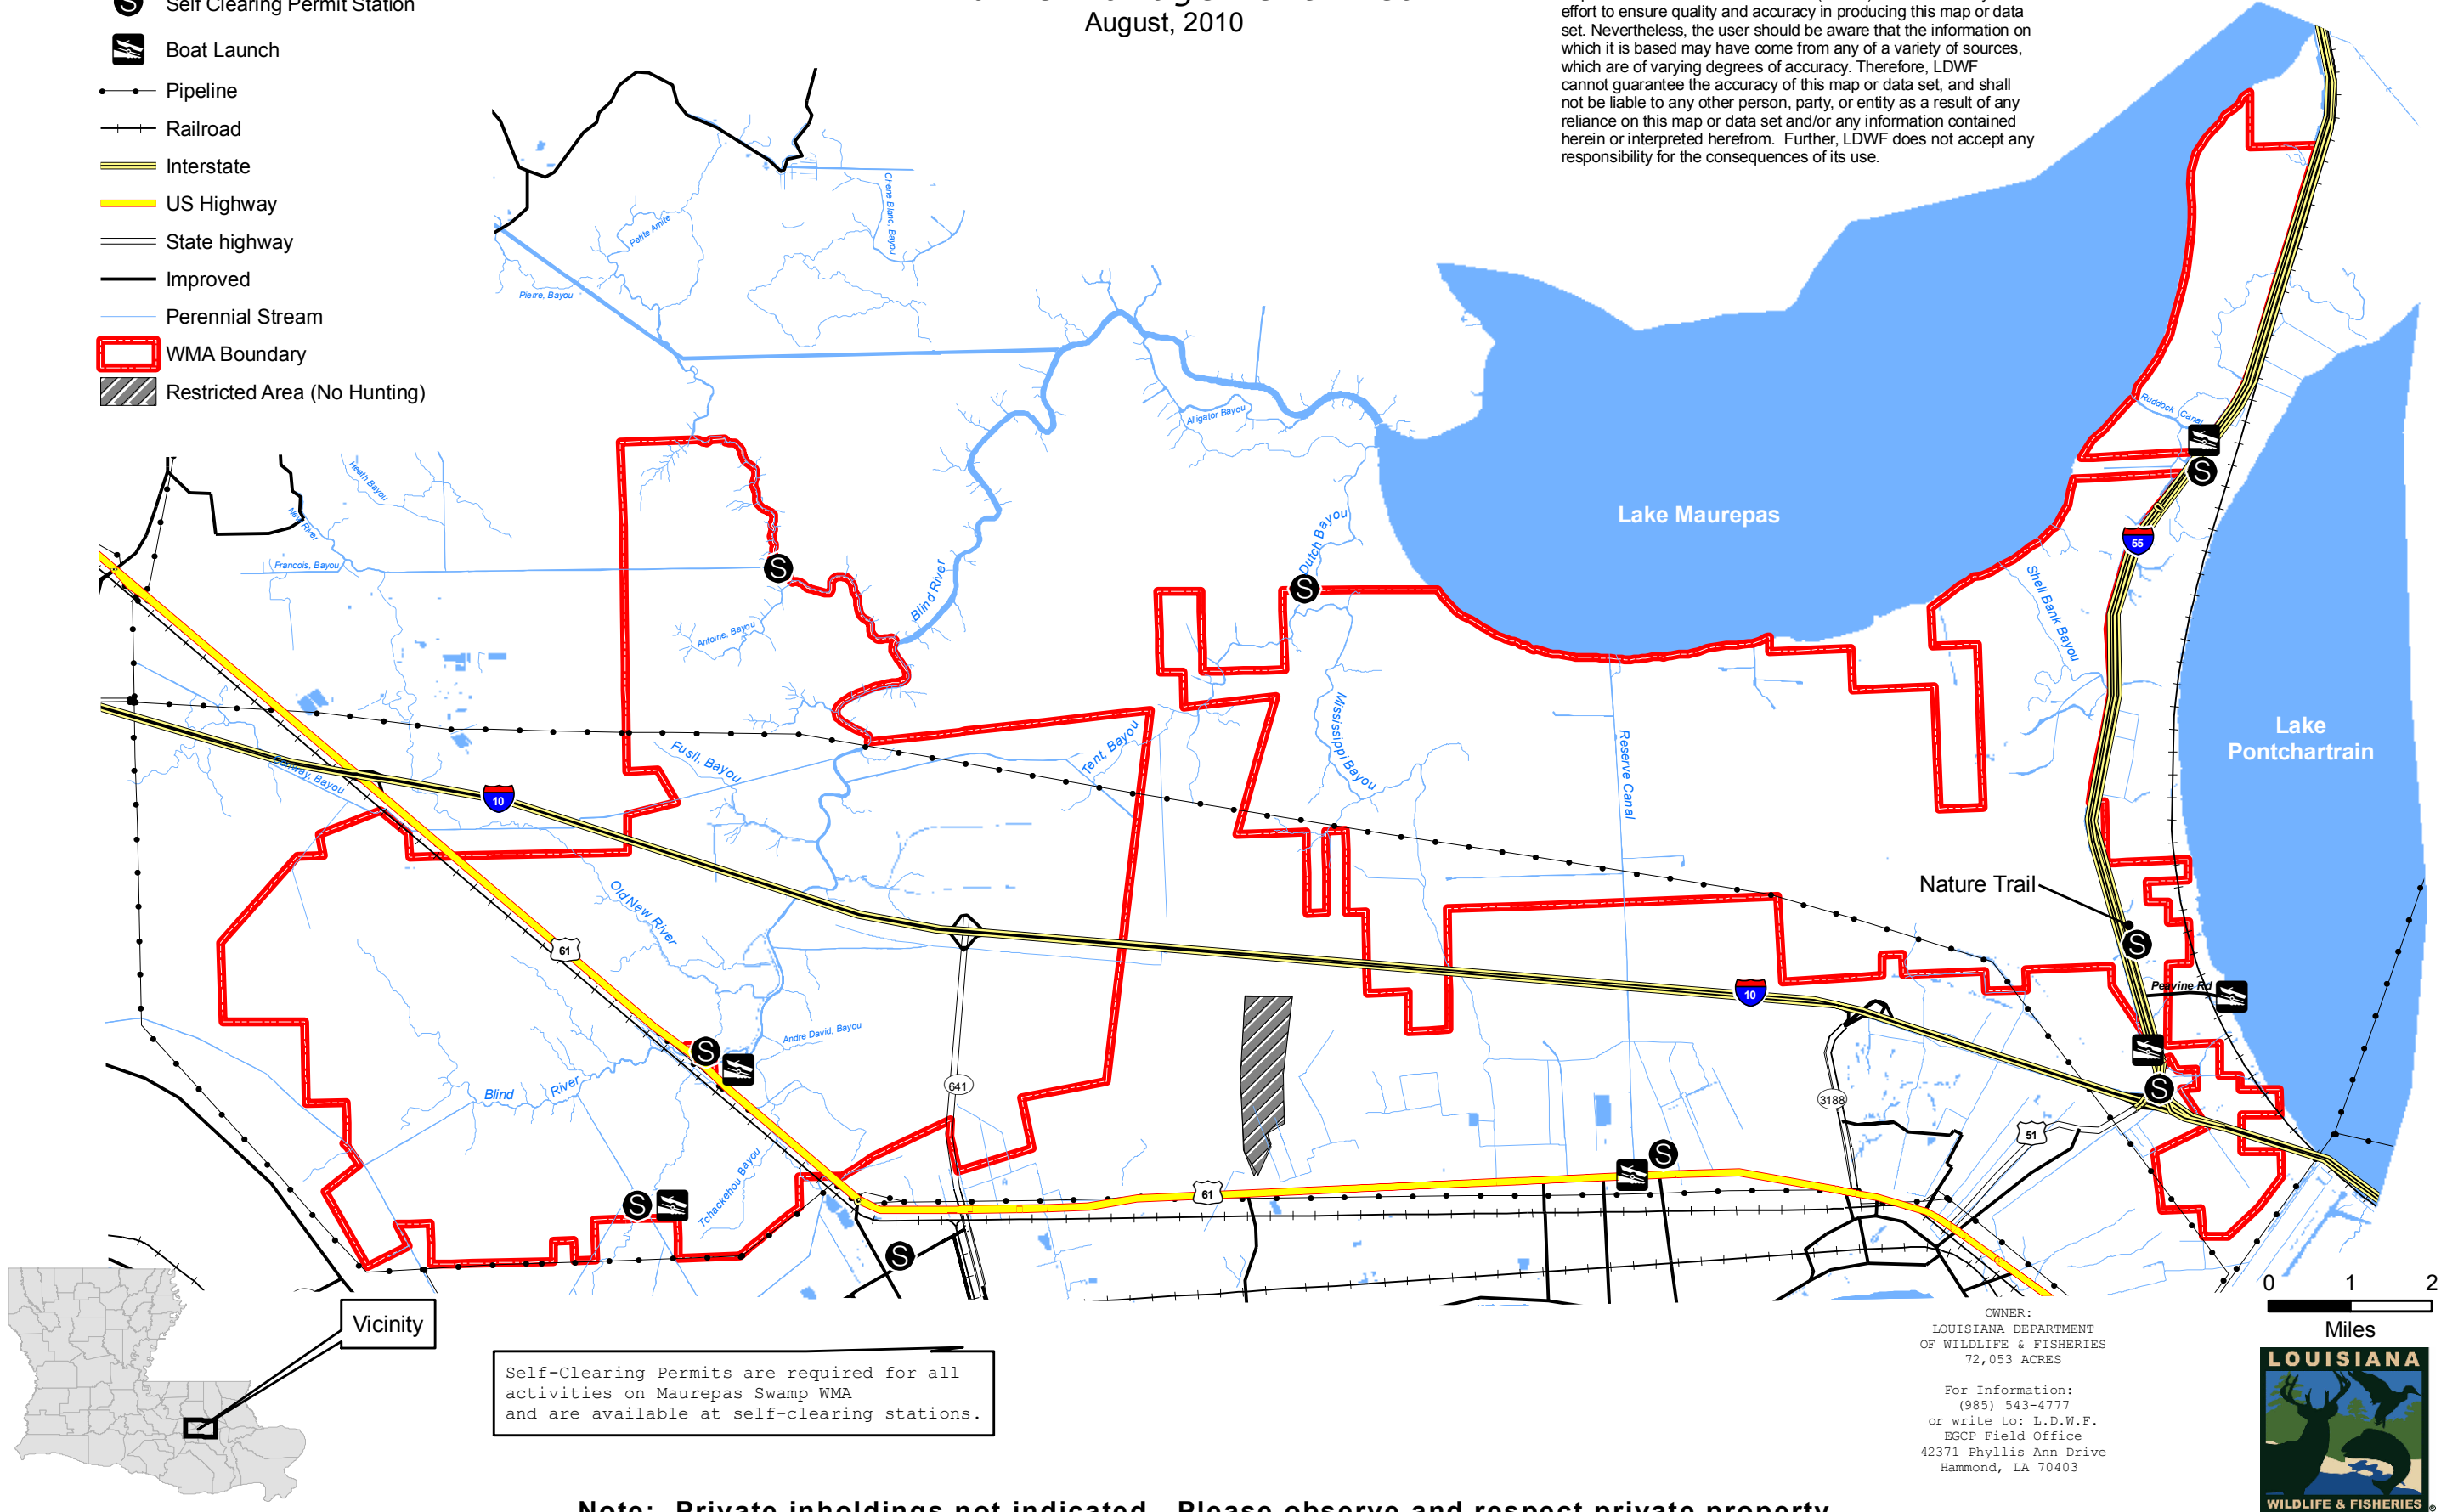 August, 2010
Self Clearing Permit Station
Boat Launch
Pipeline
Railroad
Interstate
US Highway
State highway
Improved
Perennial Stream
WMA Boundary
Restricted Area (No Hunting)
effort to ensure quality and accuracy in producing this map or data
set. Nevertheless, the user should be aware that the information on
which it is based may have come from any of a variety of sources,
which are of varying degrees of accuracy. Therefore, LDWF
cannot guarantee the accuracy of this map or data set, and shall
not be liable to any other person, party, or entity as a result of any
reliance on this map or data set and/or any information contained
herein or interpreted herefrom. Further, LDWF does not accept any
responsibility for the consequences of its use.
Petite Amite
Chene Blanc, Bayou
Pierre, Bayou
Alligator Bayou
Ruddock Canal
Heath Bayou
New River
Francois, Bayou
S
S
S
S
Lake Maurepas
Dutch Bayou
55
Blind River
Antoine, Bayou
Shell Bank Bayou
Mississippi Bayou
Lake
Pontchartrain
Reserve Canal
Tent, Bayou
Fusil, Bayou
10
Nature Trail
Old New River
61
S
10
Peavine Rd
Andre David, Bayou
S
641
Blind River
3188
S
51
Tchackehou Bayou
S
S
61
S
0 1 2
Miles
Vicinity
Self-Clearing Permits are required for all
activities on Maurepas Swamp WMA
and are available at self-clearing stations.
OWNER:
LOUISIANA DEPARTMENT
OF WILDLIFE & FISHERIES
72,053 ACRES
For Information:
(985) 543-4777
or write to: L.D.W.F.
EGCP Field Office
42371 Phyllis Ann Drive
Hammond, LA 70403
LOUISIANA
WILDLIFE & FISHERIES ®
Note: Private inholdings not indicated. Please observe and respect private property